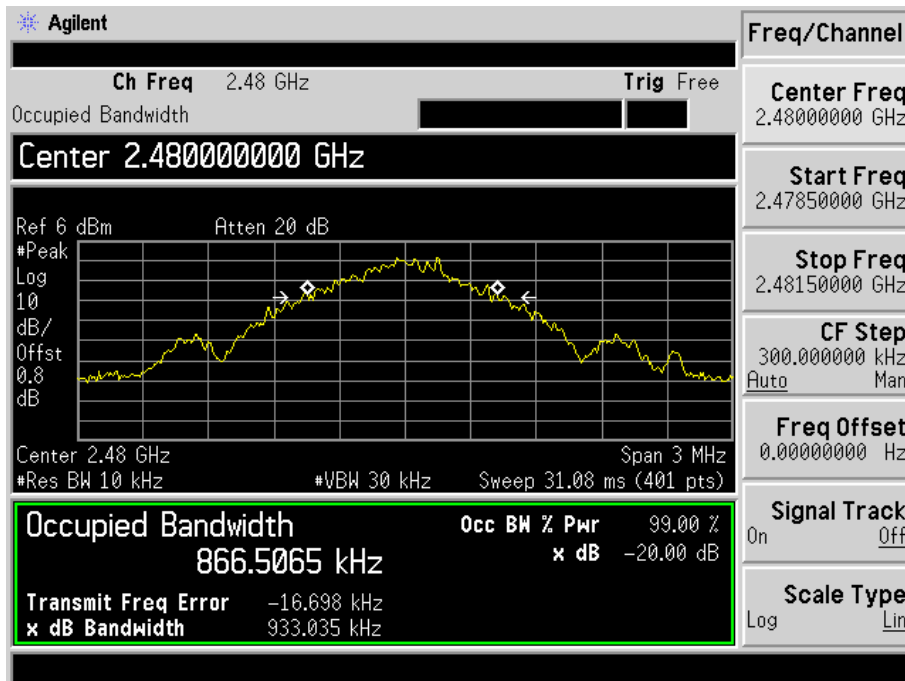 Agilent
Ch Freq 2.48 GHz Trig Free
Occupied Bandwidth
Center 2.480000000 GHz
Ref 6 dBm Atten 20 dB
#Peak
Log
10
dB/
Offst
0.8
dB
Center 2.48 GHz Span 3 MHz
#Res BW 10 kHz #VBW 30 kHz Sweep 31.08 ms (401 pts)
Occupied Bandwidth
866.5065 kHz
Occ BW % Pwr 99.00 %
x dB -20.00 dB
Transmit Freq Error -16.698 kHz
x dB Bandwidth 933.035 kHz
Freq/Channel
Center Freq
2.48000000 GHz
Start Freq
2.47850000 GHz
Stop Freq
2.48150000 GHz
CF Step
300.000000 kHz
Auto Man
Freq Offset
0.00000000 Hz
Signal Track
On Off
Scale Type
Log Lin